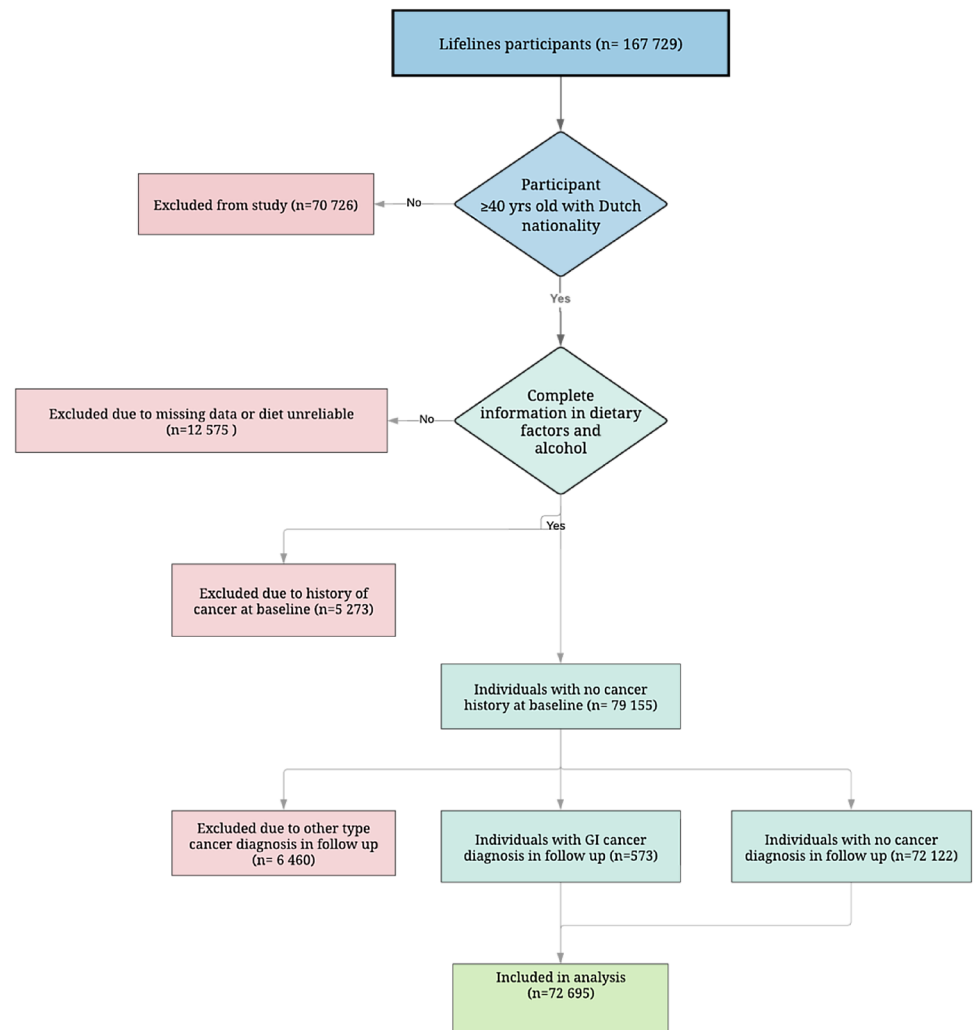 Lifelines participants (n= 167 729)
Participant
≥40 yrs old with Dutch
nationality
No
Excluded from study (n=70 726)
Yes
Complete
information in dietary
factors and
alcohol
No
Excluded due to missing data or diet unreliable
(n=12 575 )
Yes
Excluded due to history of
cancer at baseline (n=5 273)
Individuals with no cancer
history at baseline (n= 79 155)
Excluded due to other type
cancer diagnosis in follow up
(n= 6 460)
Individuals with GI cancer
diagnosis in follow up (n=573)
Individuals with no cancer
diagnosis in follow up (n=72 122)
Included in analysis
(n=72 695)